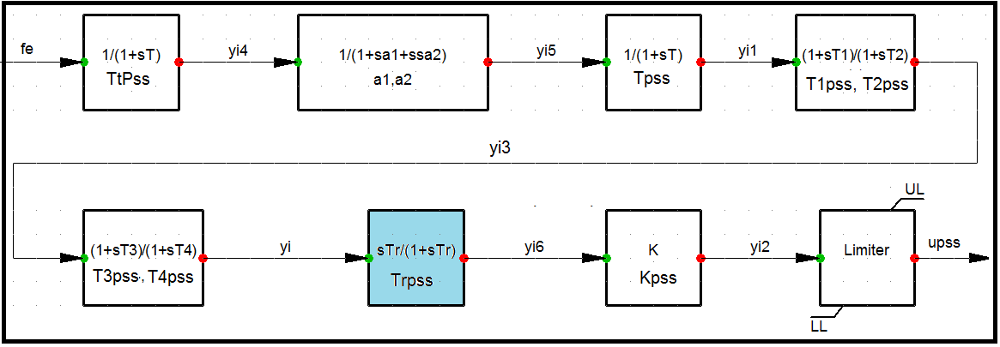 fe
1/(1+sT)
TtPss
yi4
1/(1+sa1+ssa2)
a1,a2
yi5
1/(1+sT)
Tpss
yi1
(1+sT1)/(1+sT2)
T1pss, T2pss
yi3
(1+sT3)/(1+sT4)
T3pss, T4pss
yi
sTr/(1+sTr)
Trpss
yi6
K
Kpss
yi2
UL
Limiter
LL
upss